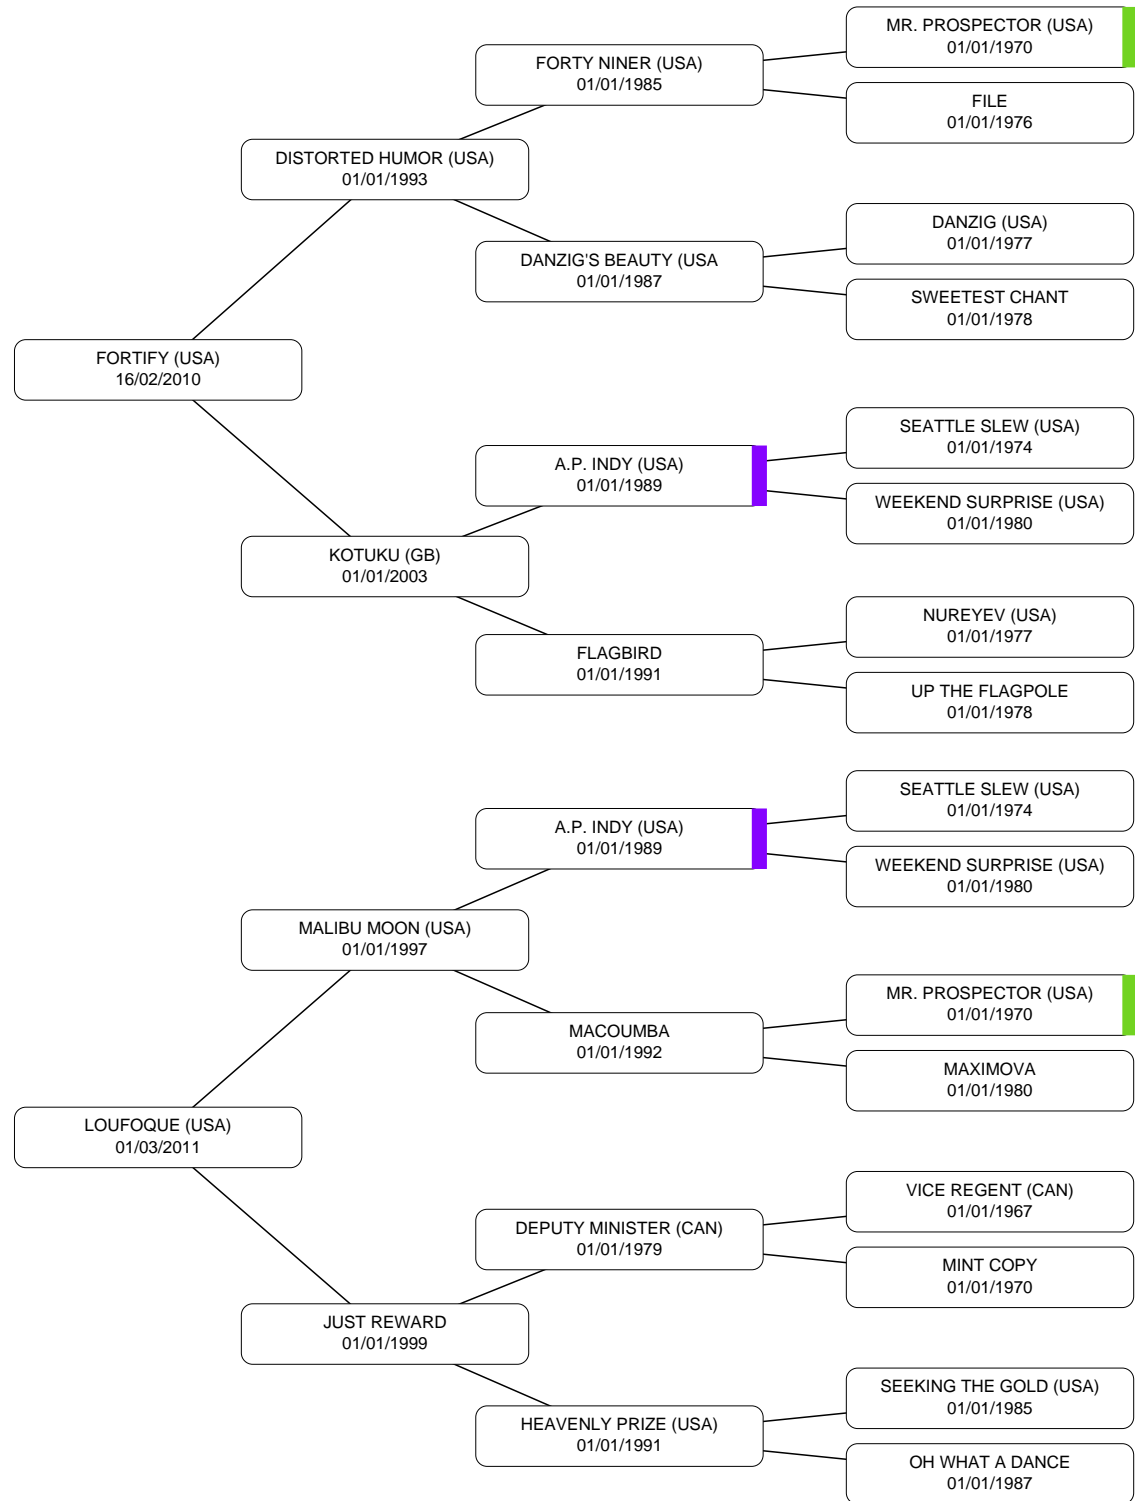 MR. PROSPECTOR (USA)
01/01/1970
FORTY NINER (USA)
01/01/1985
FILE
01/01/1976
DISTORTED HUMOR (USA)
01/01/1993
DANZIG (USA)
01/01/1977
DANZIG'S BEAUTY (USA
01/01/1987
SWEETEST CHANT
01/01/1978
FORTIFY (USA)
16/02/2010
SEATTLE SLEW (USA)
01/01/1974
A.P. INDY (USA)
01/01/1989
WEEKEND SURPRISE (USA)
01/01/1980
KOTUKU (GB)
01/01/2003
NUREYEV (USA)
01/01/1977
FLAGBIRD
01/01/1991
UP THE FLAGPOLE
01/01/1978
SEATTLE SLEW (USA)
01/01/1974
A.P. INDY (USA)
01/01/1989
WEEKEND SURPRISE (USA)
01/01/1980
MALIBU MOON (USA)
01/01/1997
MR. PROSPECTOR (USA)
01/01/1970
MACOUMBA
01/01/1992
MAXIMOVA
01/01/1980
LOUFOQUE (USA)
01/03/2011
VICE REGENT (CAN)
01/01/1967
DEPUTY MINISTER (CAN)
01/01/1979
MINT COPY
01/01/1970
JUST REWARD
01/01/1999
SEEKING THE GOLD (USA)
01/01/1985
HEAVENLY PRIZE (USA)
01/01/1991
OH WHAT A DANCE
01/01/1987